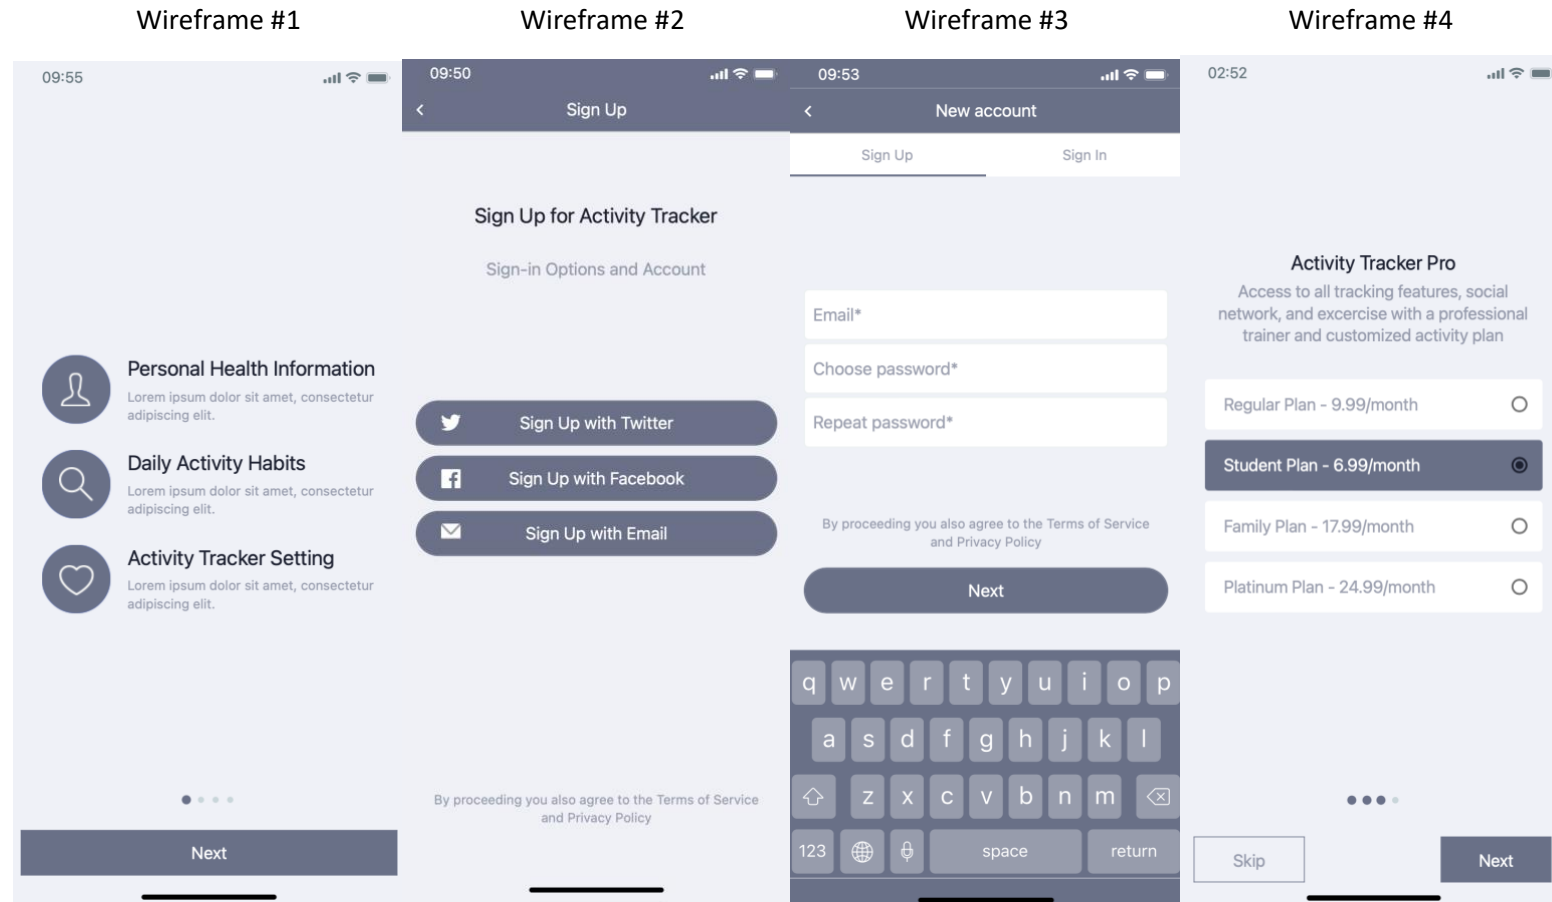 Wireframe #1
Wireframe #2
Wireframe #3
Wireframe #4
09:55
Personal Health Information
Lorem ipsum dolor sit amet, consectetur
adipiscing elit.
Daily Activity Habits
Lorem ipsum dolor sit amet, consectetur
adipiscing elit.
Activity Tracker Setting
Lorem ipsum dolor sit amet, consectetur
adipiscing elit.
Next
09:50
Sign Up
Sign Up for Activity Tracker
Sign-in Options and Account
Sign Up with Twitter
Sign Up with Facebook
Sign Up with Email
By proceeding you also agree to the Terms of Service
and Privacy Policy
09:53
New account
Sign Up
Sign In
Email*
Choose password*
Repeat password*
By proceeding you also agree to the Terms of Service
and Privacy Policy
Next
q w e r t y u i o p
a s d f g h j k l
z x c v b n m
123 space return
02:52
Activity Tracker Pro
Access to all tracking features, social
network, and excercise with a professional
trainer and customized activity plan
Regular Plan - 9.99/month
Student Plan - 6.99/month
Family Plan - 17.99/month
Platinum Plan - 24.99/month
Skip
Next